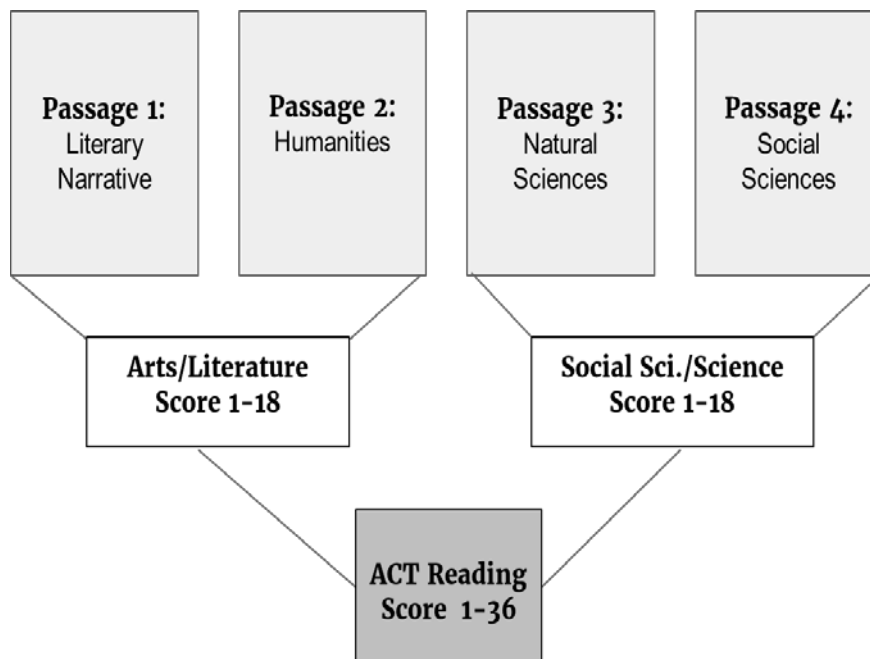 Passage 1:
Literary
Narrative
Passage 2:
Humanities
Passage 3:
Natural
Sciences
Passage 4:
Social
Sciences
Arts/Literature
Score 1-18
Social Sci./Science
Score 1-18
ACT Reading
Score 1-36